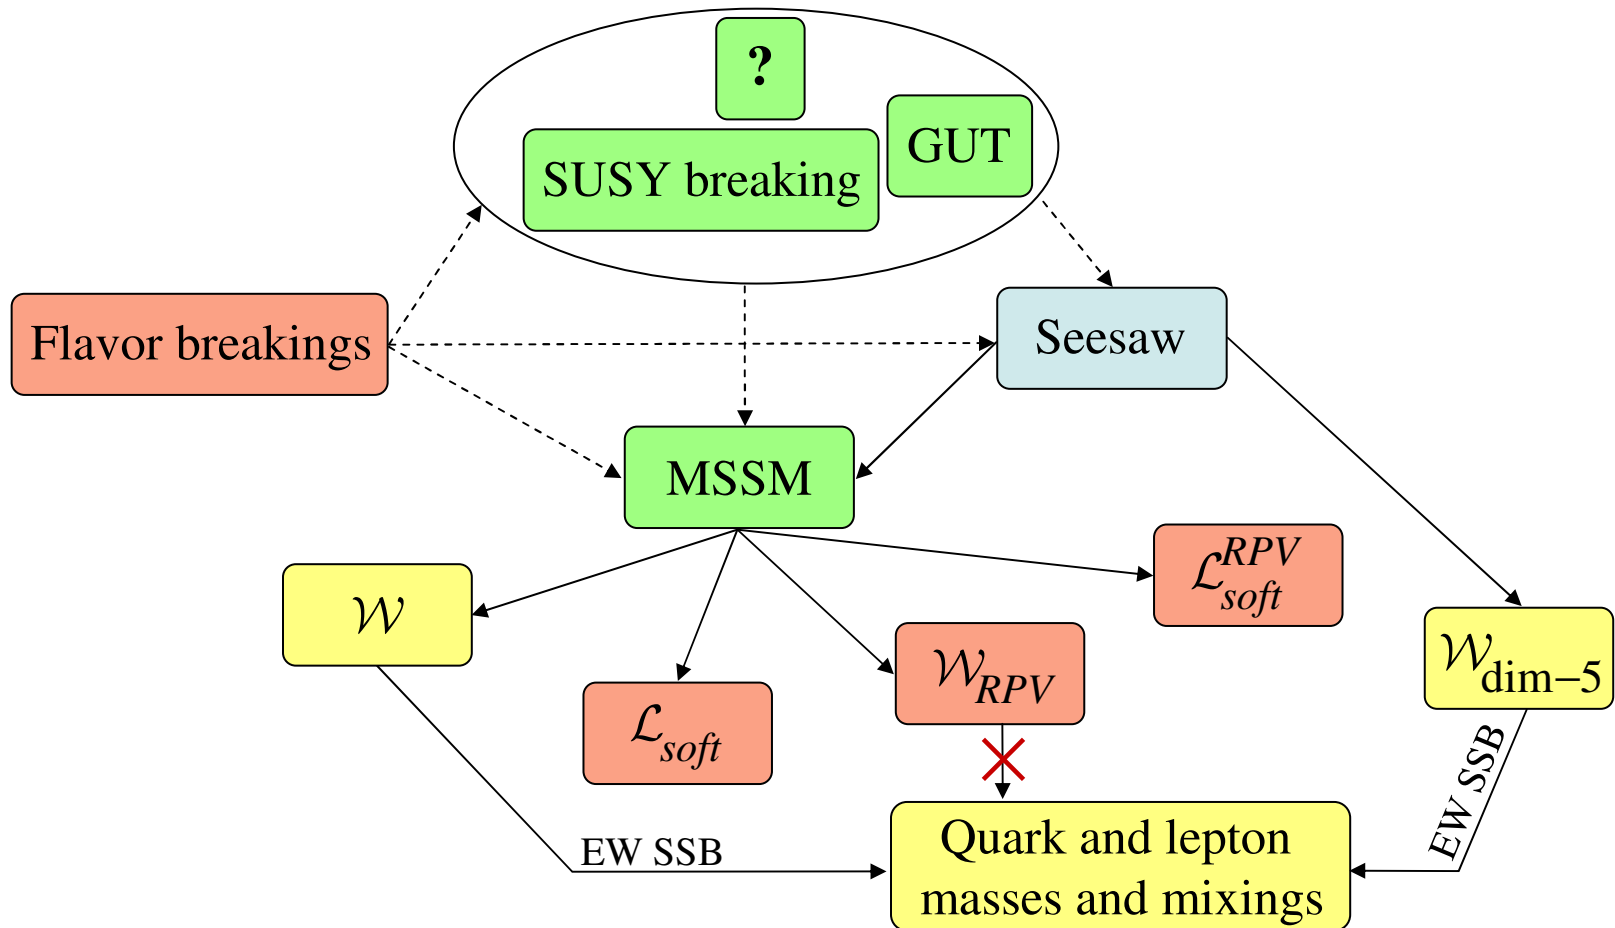 ?
GUT
SUSY breaking
Flavor breakings
Seesaw
MSSM
𝓛_{soft}^{RPV}
𝓦
𝓦_{RPV}
𝓦_{dim−5}
𝓛_{soft}
EW SSB
EW SSB
Quark and lepton
masses and mixings